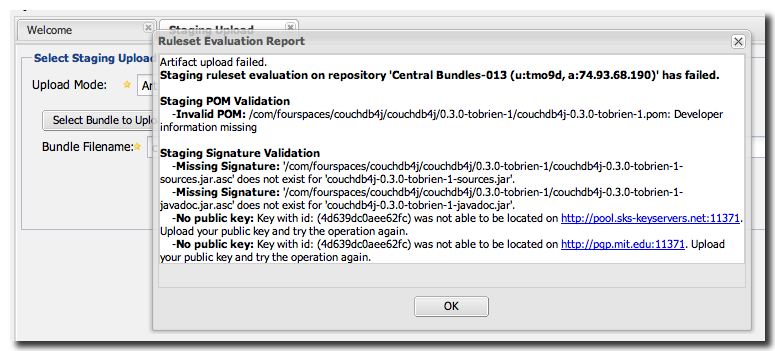 Welcome
Staging Upload
Select Staging Upload
Ruleset Evaluation Report
Upload Mode:
Select Bundle to Uplo
Bundle Filename:
Artifact upload failed.
Staging ruleset evaluation on repository 'Central Bundles-013 (u:tmo9d, a:74.93.68.190)' has failed.
Staging POM Validation
-Invalid POM: /com/fourspaces/couchdb4j/couchdb4j/0.3.0-tobrien-1/couchdb4j-0.3.0-tobrien-1.pom: Developer
information missing
Staging Signature Validation
-Missing Signature: '/com/fourspaces/couchdb4j/couchdb4j/0.3.0-tobrien-1/couchdb4j-0.3.0-tobrien-1-
sources.jar.asc' does not exist for 'couchdb4j-0.3.0-tobrien-1-sources.jar'.
-Missing Signature: '/com/fourspaces/couchdb4j/couchdb4j/0.3.0-tobrien-1/couchdb4j-0.3.0-tobrien-1-
javadoc.jar.asc' does not exist for 'couchdb4j-0.3.0-tobrien-1-javadoc.jar'.
-No public key: Key with id: (4d639dc0aee62fc) was not able to be located on http://pool.sks-keyservers.net:11371.
Upload your public key and try the operation again.
-No public key: Key with id: (4d639dc0aee62fc) was not able to be located on http://pgp.mit.edu:11371. Upload
your public key and try the operation again.
OK